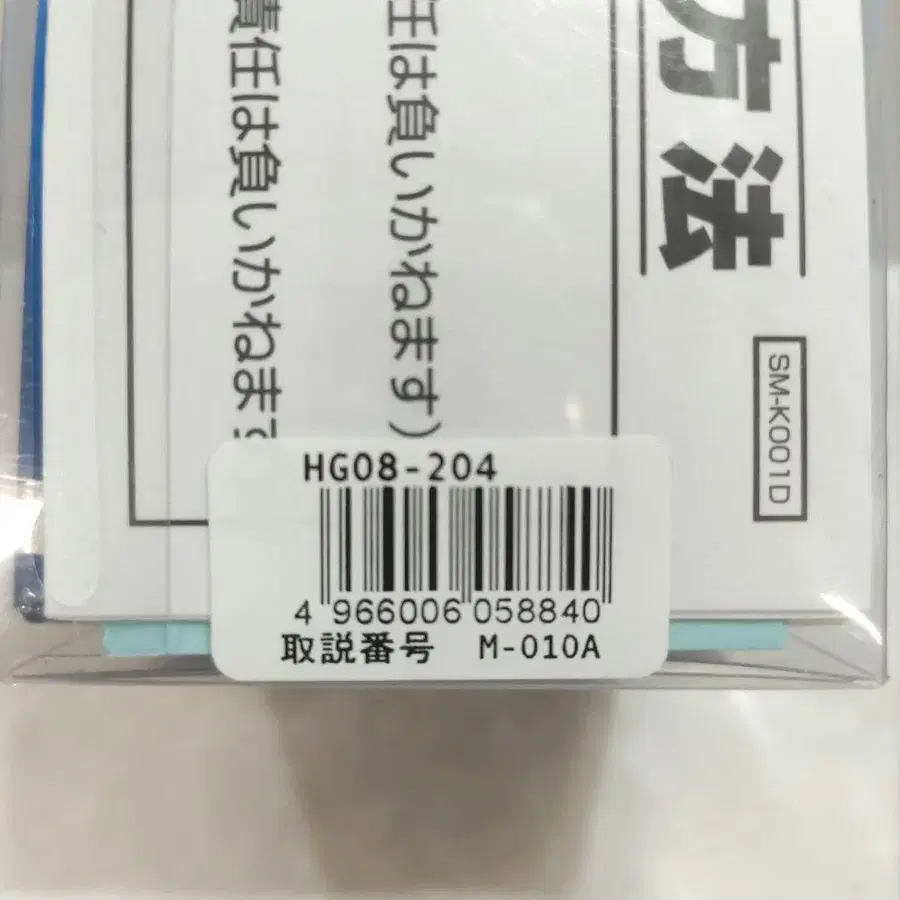 方法
任は負いかねます）
責任は負いかねます
SM-K001D
HG08-204
4 966006 058840
取説番号 M-010A